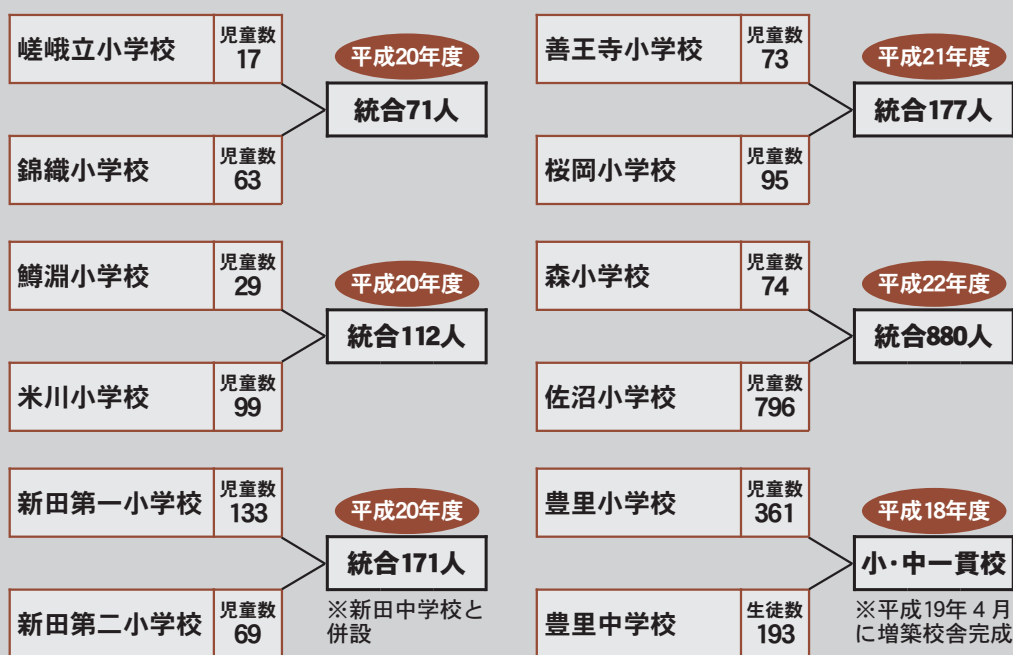 嵯峨立小学校
児童数
17
平成20年度
統合71人
錦織小学校
児童数
63
鱒淵小学校
児童数
29
平成20年度
統合112人
米川小学校
児童数
99
新田第一小学校
児童数
133
平成20年度
統合171人
※新田中学校と
併設
新田第二小学校
児童数
69
善王寺小学校
児童数
73
平成21年度
統合177人
桜岡小学校
児童数
95
森小学校
児童数
74
平成22年度
統合880人
佐沼小学校
児童数
796
豊里小学校
児童数
361
平成18年度
小・中一貫校
※平成19年4月
に増築校舎完成
豊里中学校
生徒数
193